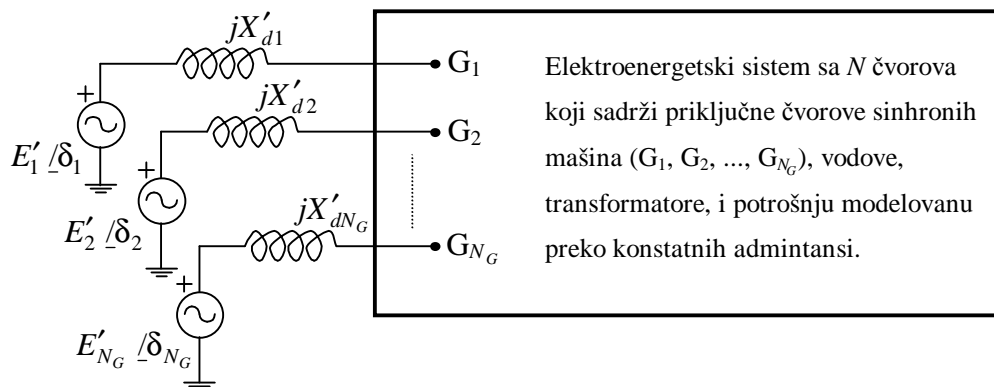 jX′d1
G1
E′1 /δ1
jX′d2
G2
E′2 /δ2
jX′dNG
GNG
E′NG /δNG
Elektroenergetski sistem sa N čvorova
koji sadrži priključne čvorove sinhronih
mašina (G1, G2, ..., GNG), vodove,
transformatore, i potrošnju modelovanu
preko konstatnih admintansi.